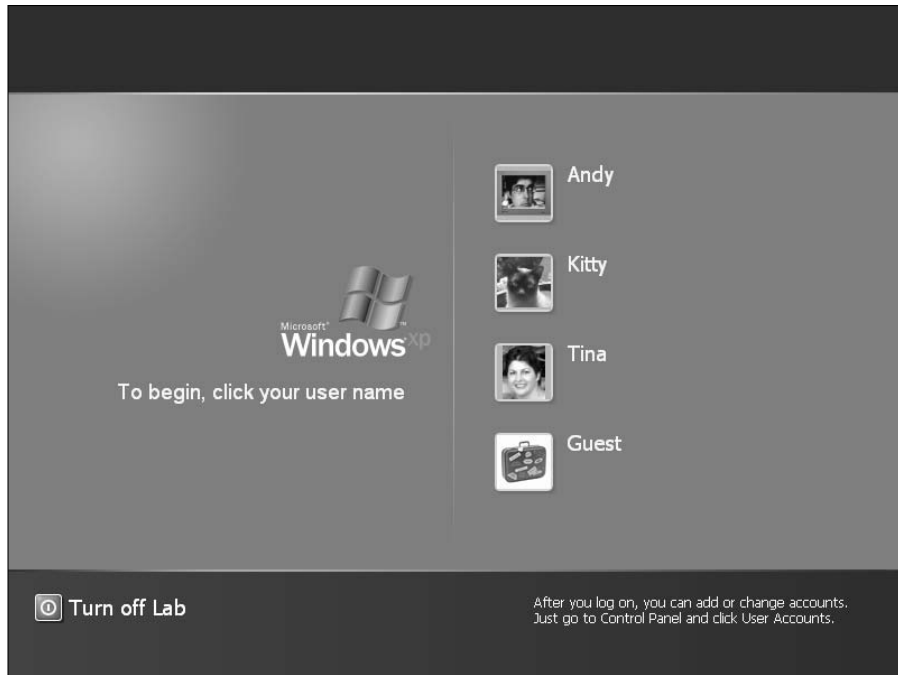 Andy
Kitty
Microsoft®
Windows xp
To begin, click your user name
Tina
Guest
Turn off Lab
After you log on, you can add or change accounts.
Just go to Control Panel and click User Accounts.